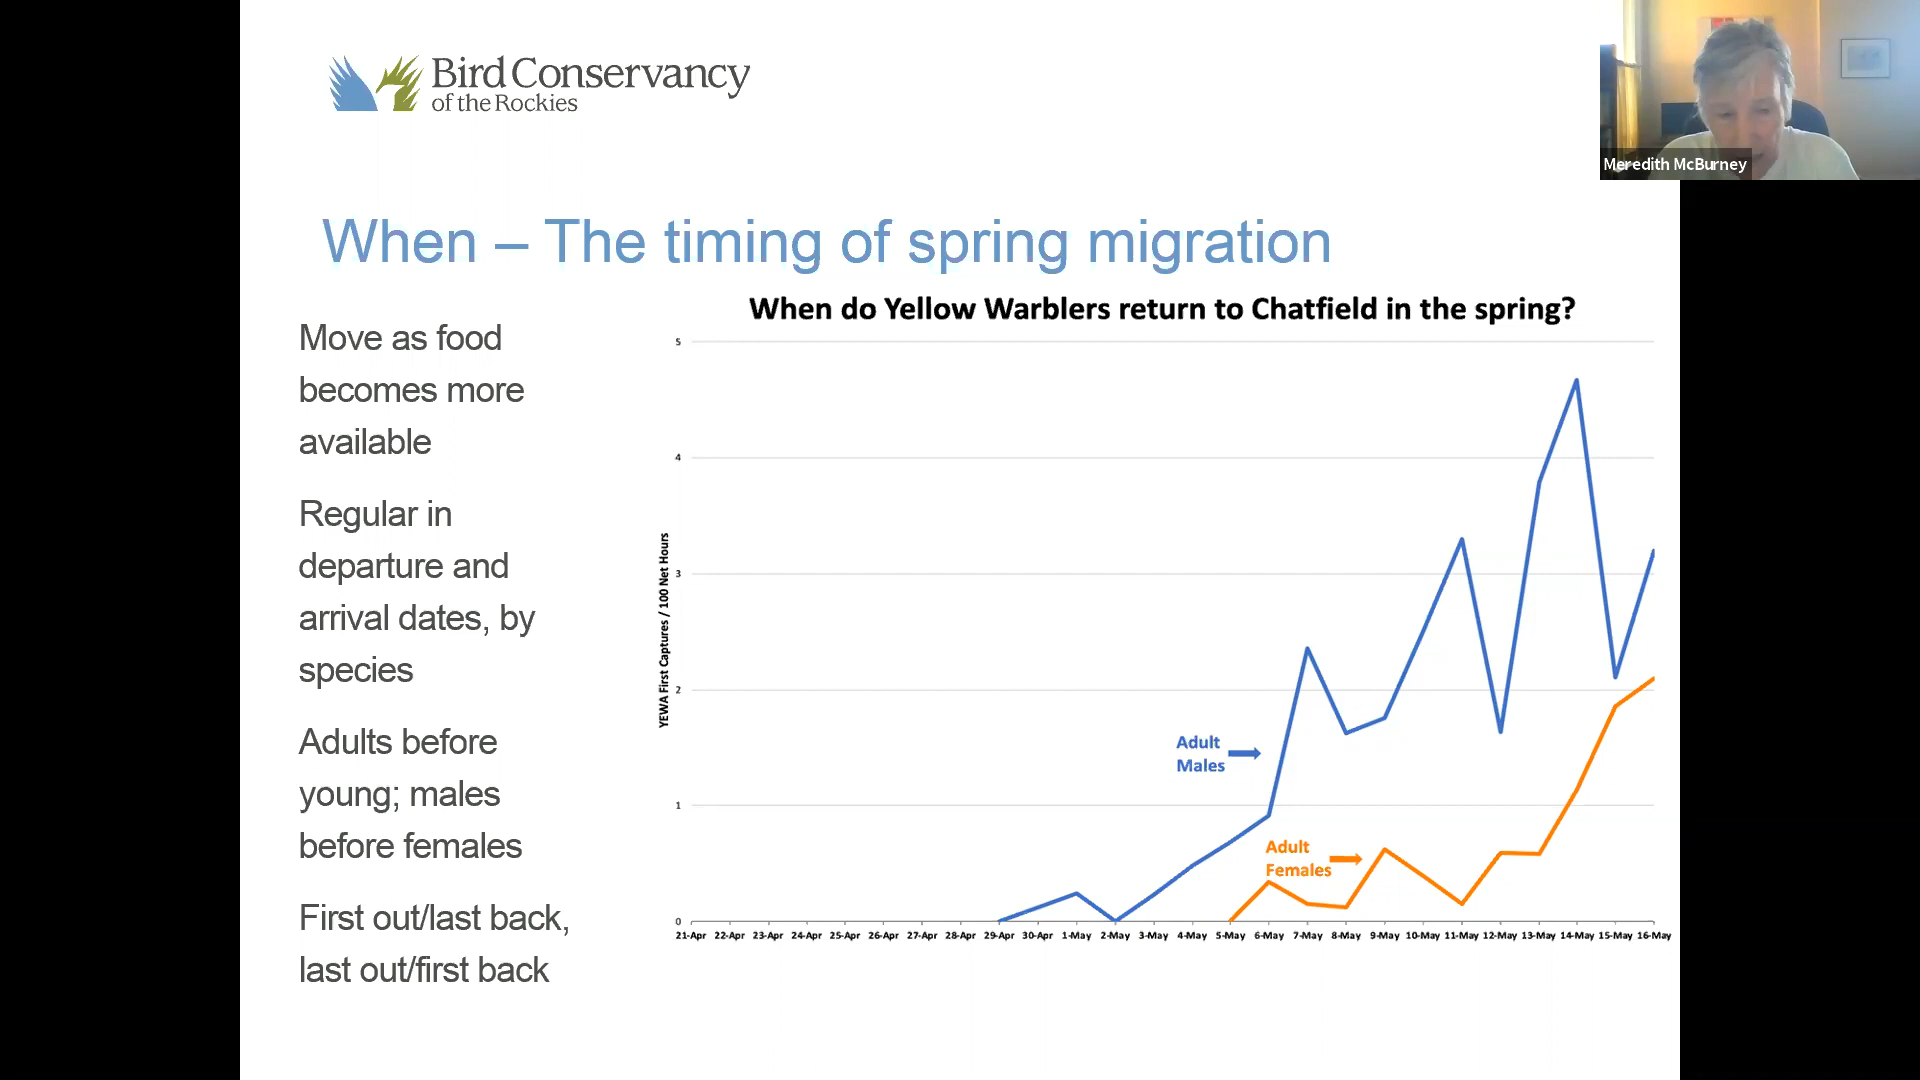 Bird Conservancy
of the Rockies
Meredith McBurney
When – The timing of spring migration
Move as food
becomes more
available
Regular in
departure and
arrival dates, by
species
Adults before
young; males
before females
First out/last back,
last out/first back
When do Yellow Warblers return to Chatfield in the spring?
YEWA First Captures / 100 Net Hours
5
4
3
2
1
0
Adult
Males
Adult
Females
21-Apr 22-Apr 23-Apr 24-Apr 25-Apr 26-Apr 27-Apr 28-Apr 29-Apr 30-Apr 1-May 2-May 3-May 4-May 5-May 6-May 7-May 8-May 9-May 10-May 11-May 12-May 13-May 14-May 15-May 16-May